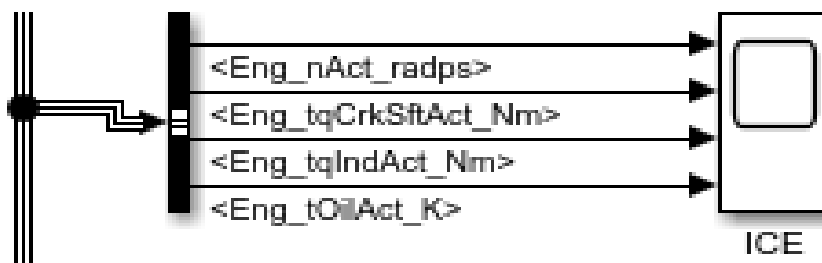 <Eng_nAct_radps>
<Eng_tqCrkSftAct_Nm>
<Eng_tqIndAct_Nm>
<Eng_tOilAct_K>
ICE